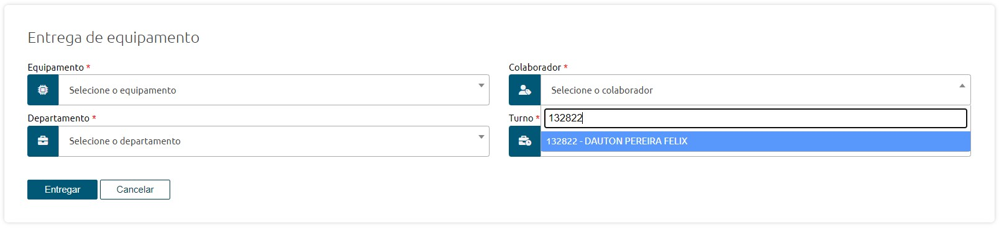 Entrega de equipamento
Equipamento *
Colaborador *
Selecione o equipamento
Selecione o colaborador
Departamento *
Turno *
132822
Selecione o departamento
132822 - DAUTON PEREIRA FELIX
Entregar
Cancelar